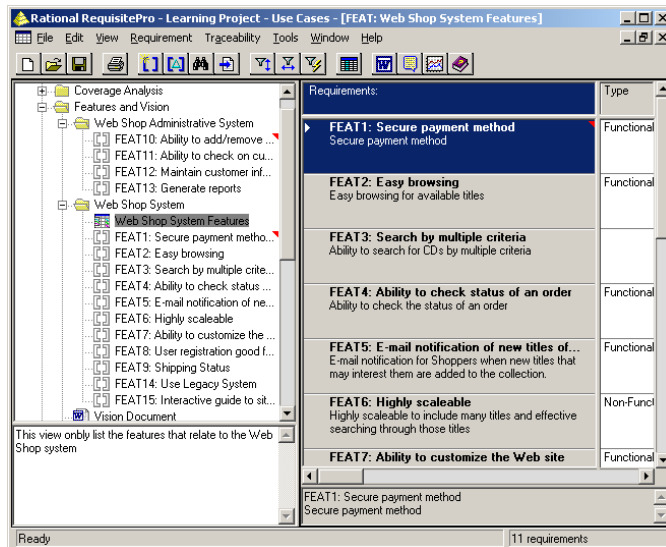 Rational RequisitePro - Learning Project - Use Cases - [FEAT: Web Shop System Features]
File Edit View Requirement Traceability Tools Window Help
Coverage Analysis
Features and Vision
Web Shop Administrative System
FEAT10: Ability to add/remove ...
FEAT11: Ability to check on cu...
FEAT12: Maintain customer inf...
FEAT13: Generate reports
Web Shop System
Web Shop System Features
FEAT1: Secure payment metho...
FEAT2: Easy browsing
FEAT3: Search by multiple crite...
FEAT4: Ability to check status ...
FEAT5: E-mail notification of ne...
FEAT6: Highly scaleable
FEAT7: Ability to customize the ...
FEAT8: User registration good f...
FEAT9: Shipping Status
FEAT14: Use Legacy System
FEAT15: Interactive guide to sit...
Vision Document
This view onbly list the features that relate to the Web
Shop system
Requirements: Type
FEAT1: Secure payment method Functional
Secure payment method
FEAT2: Easy browsing Functional
Easy browsing for available titles
FEAT3: Search by multiple criteria
Ability to search for CDs by multiple criteria
FEAT4: Ability to check status of an order Functional
Ability to check the status of an order
FEAT5: E-mail notification of new titles of... Functional
E-mail notification for Shoppers when new titles that
may interest them are added to the collection.
FEAT6: Highly scaleable Non-Funct
Highly scaleable to include many titles and effective
searching through those titles
FEAT7: Ability to customize the Web site Functional
FEAT1: Secure payment method
Secure payment method
Ready 11 requirements